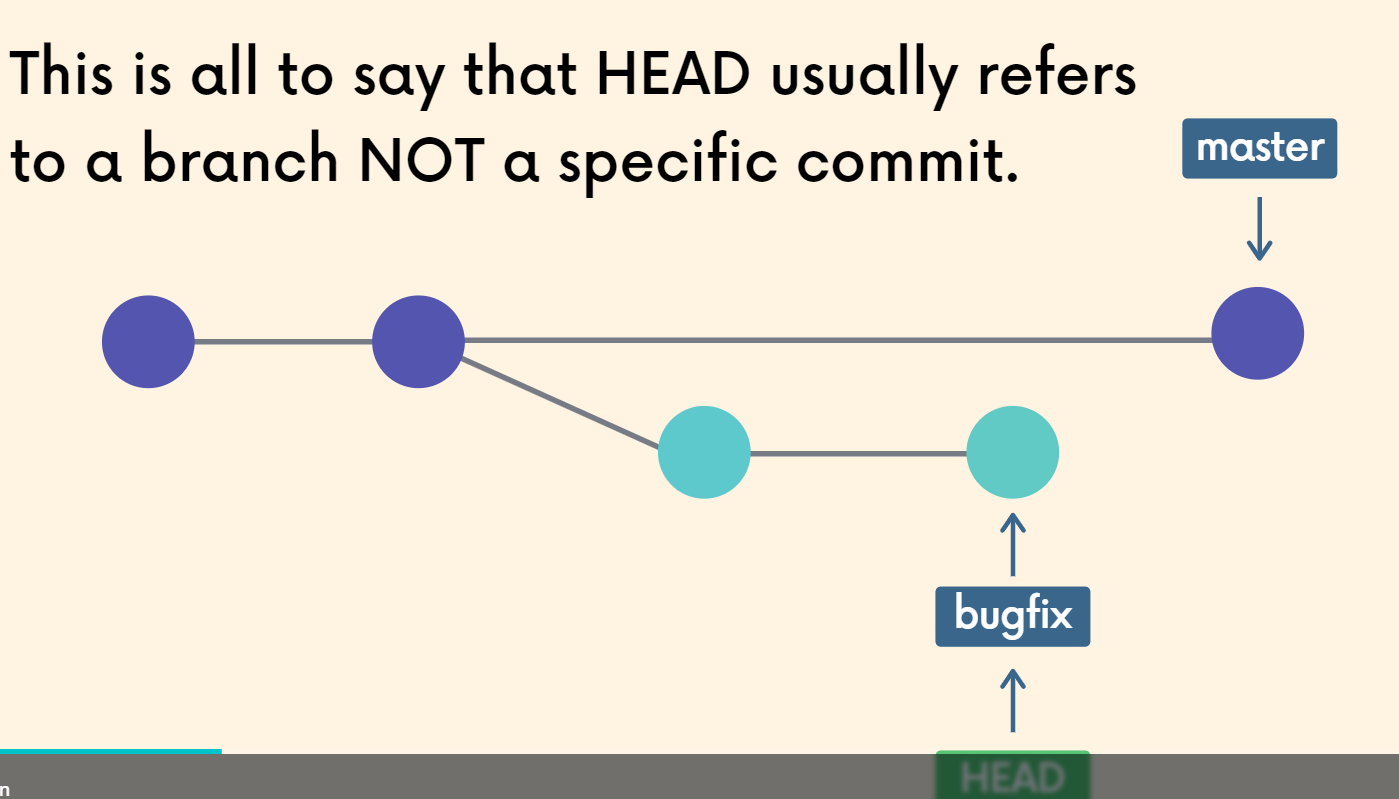 This is all to say that HEAD usually refers
to a branch NOT a specific commit.
master
bugfix
HEAD
n